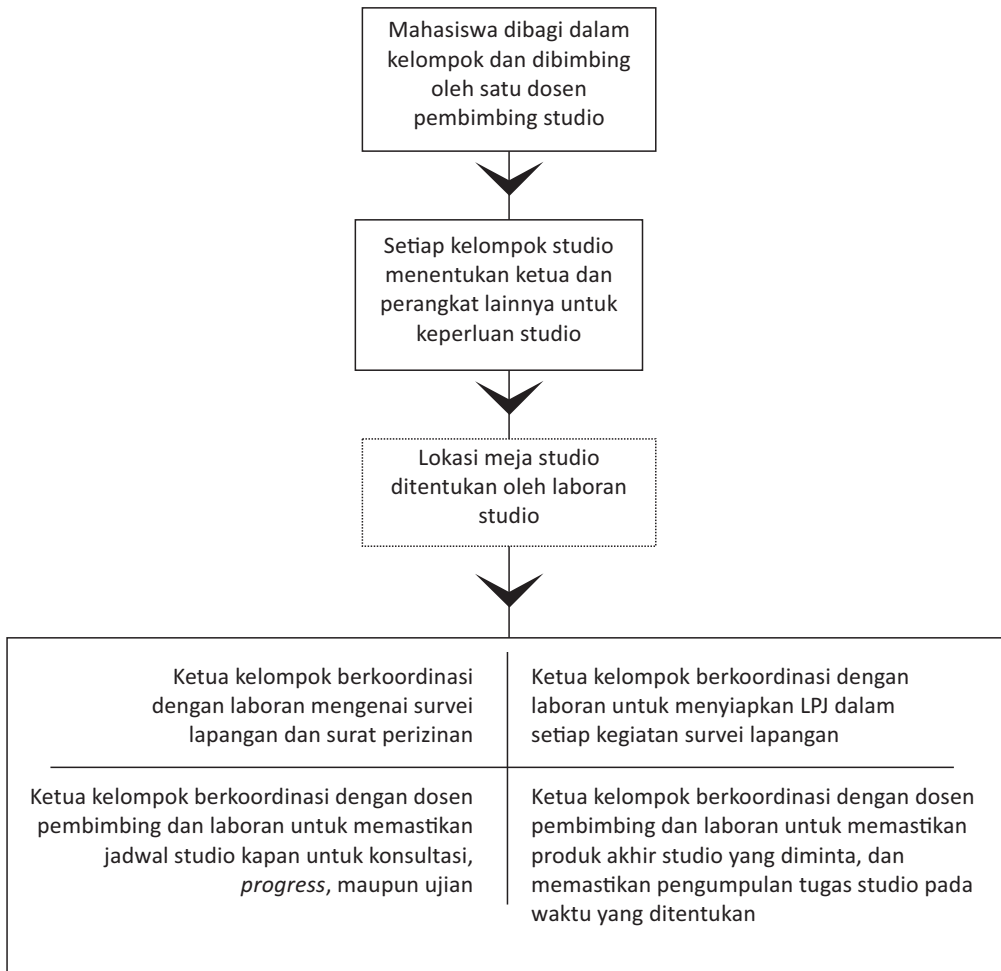 Mahasiswa dibagi dalam
kelompok dan dibimbing
oleh satu dosen
pembimbing studio
Setiap kelompok studio
menentukan ketua dan
perangkat lainnya untuk
keperluan studio
Lokasi meja studio
ditentukan oleh laboran
studio
Ketua kelompok berkoordinasi
dengan laboran mengenai survei
lapangan dan surat perizinan
Ketua kelompok berkoordinasi dengan
laboran untuk menyiapkan LPJ dalam
setiap kegiatan survei lapangan
Ketua kelompok berkoordinasi dengan dosen
pembimbing dan laboran untuk memastikan
jadwal studio kapan untuk konsultasi,
progress, maupun ujian
Ketua kelompok berkoordinasi dengan dosen
pembimbing dan laboran untuk memastikan
produk akhir studio yang diminta, dan
memastikan pengumpulan tugas studio pada
waktu yang ditentukan